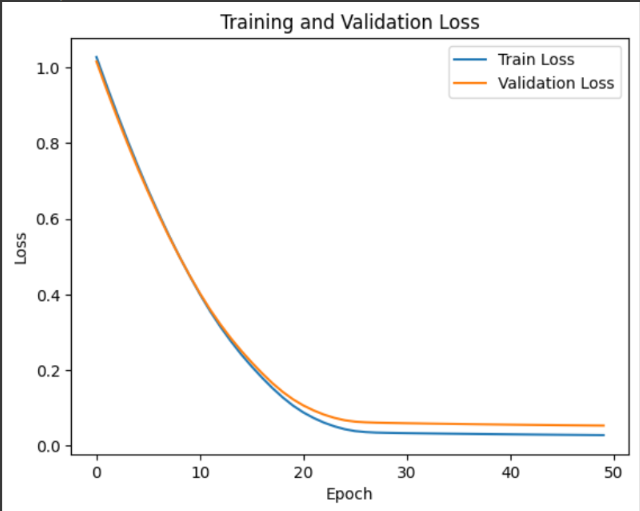 Training and Validation Loss
Train Loss
Validation Loss
1.0
0.8
0.6
0.4
0.2
0.0
Loss
0 10 20 30 40 50
Epoch